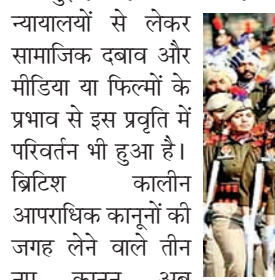 न्यायालयों से लेकर
सामाजिक दबाव और
मीडिया या फिल्मों के
प्रभाव से इस प्रवृति में
परिवर्तन भी हुआ है।
ब्रिटिश कालीन
आपराधिक कानूनों की
जगह लेने वाले तीन